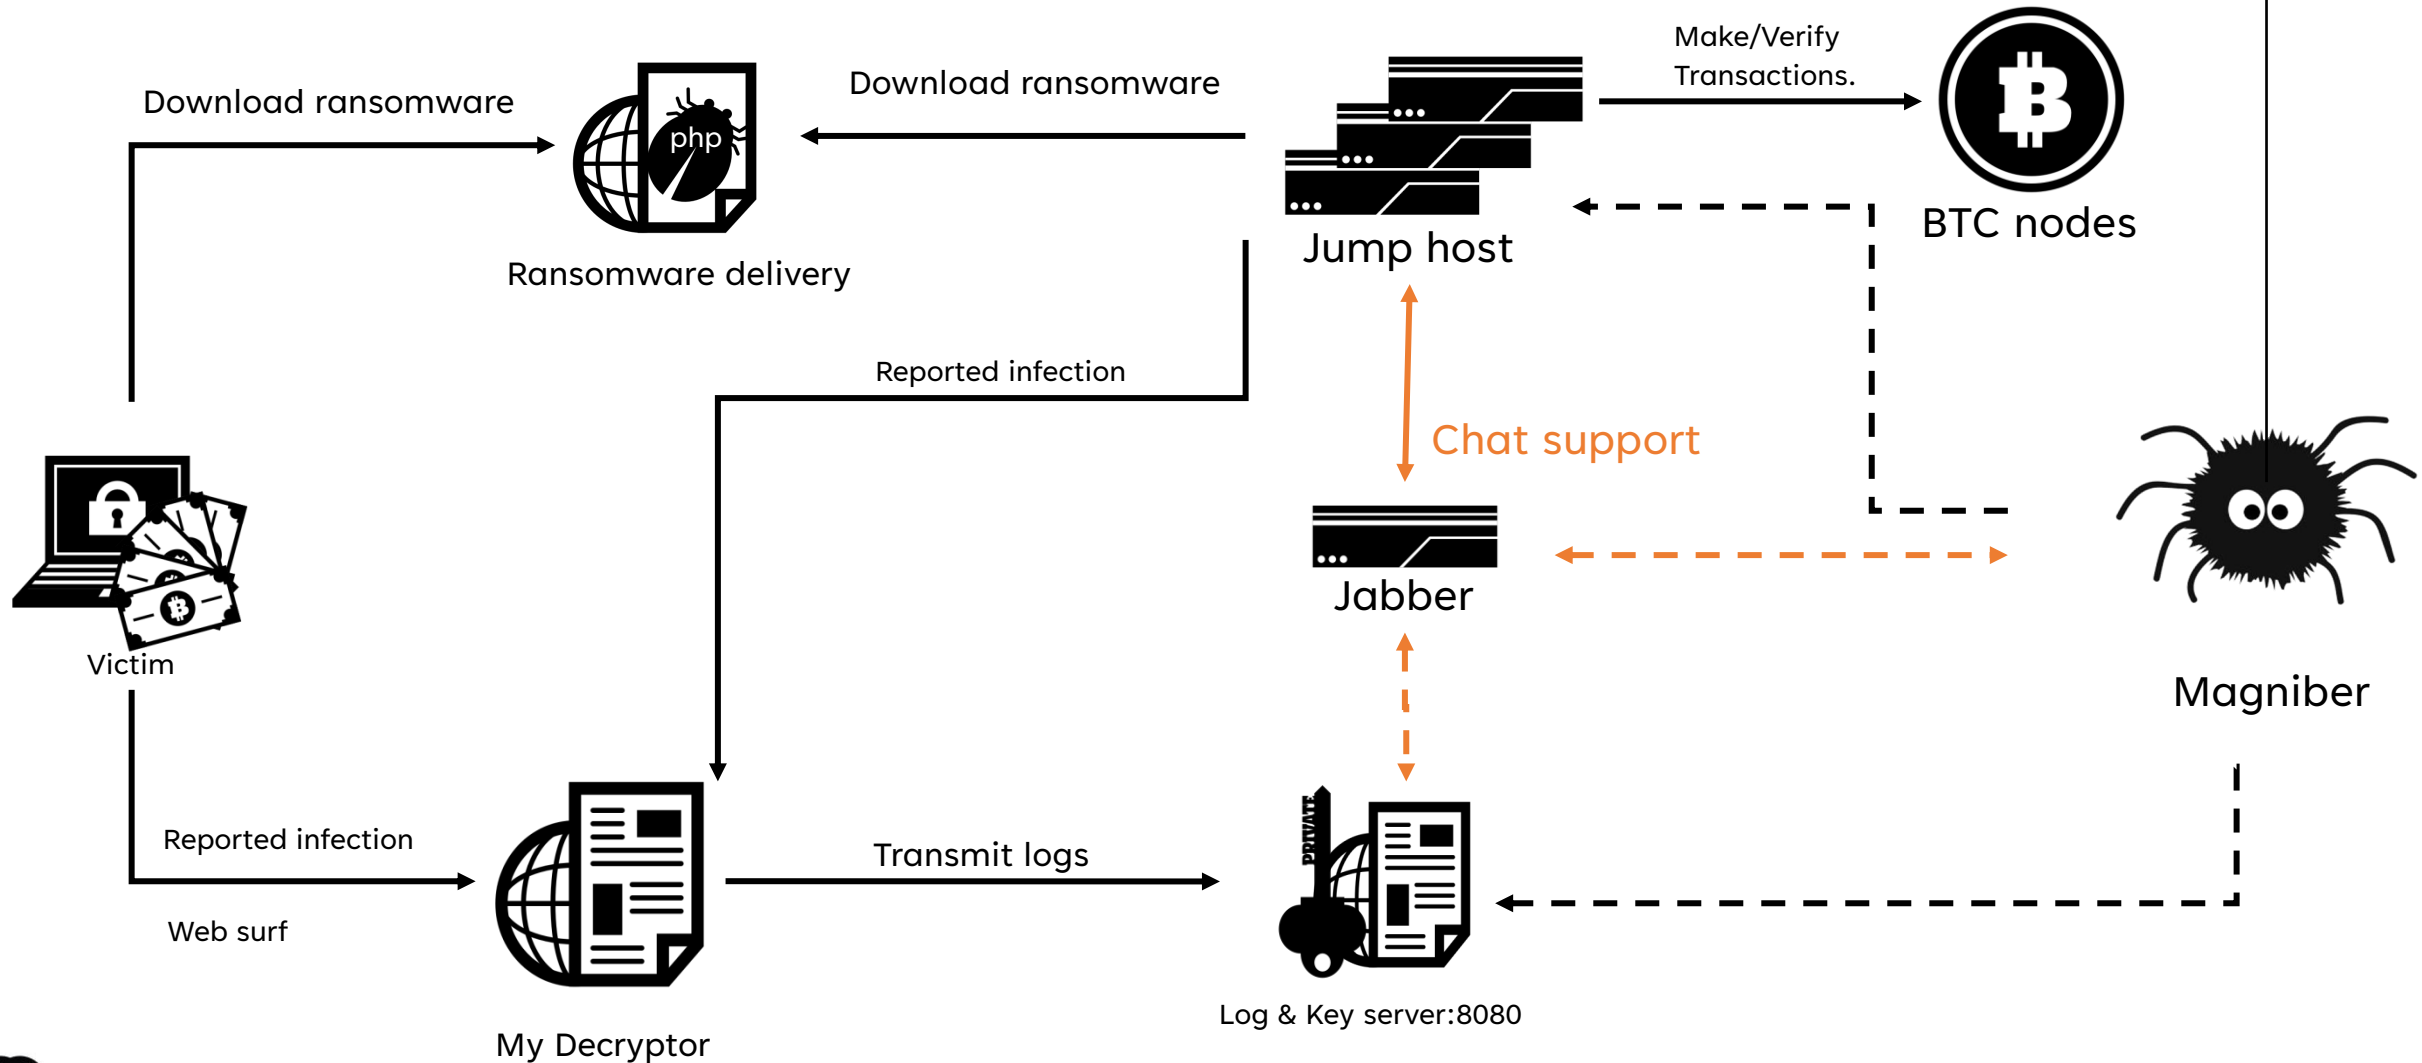 Make/Verify
Transactions.
Download ransomware
Download ransomware
php
Ransomware delivery
Jump host
BTC nodes
Reported infection
Chat support
Jabber
Victim
Magniber
PRIVATE
Reported infection
Transmit logs
Web surf
Log & Key server:8080
My Decryptor